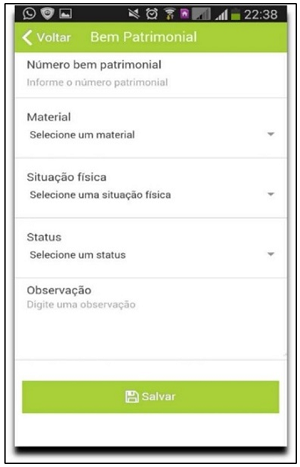 22:38
Voltar Bem Patrimonial
Número bem patrimonial
Informe o número patrimonial
Material
Selecione um material
Situação física
Selecione uma situação física
Status
Selecione um status
Observação
Digite uma observação
Salvar